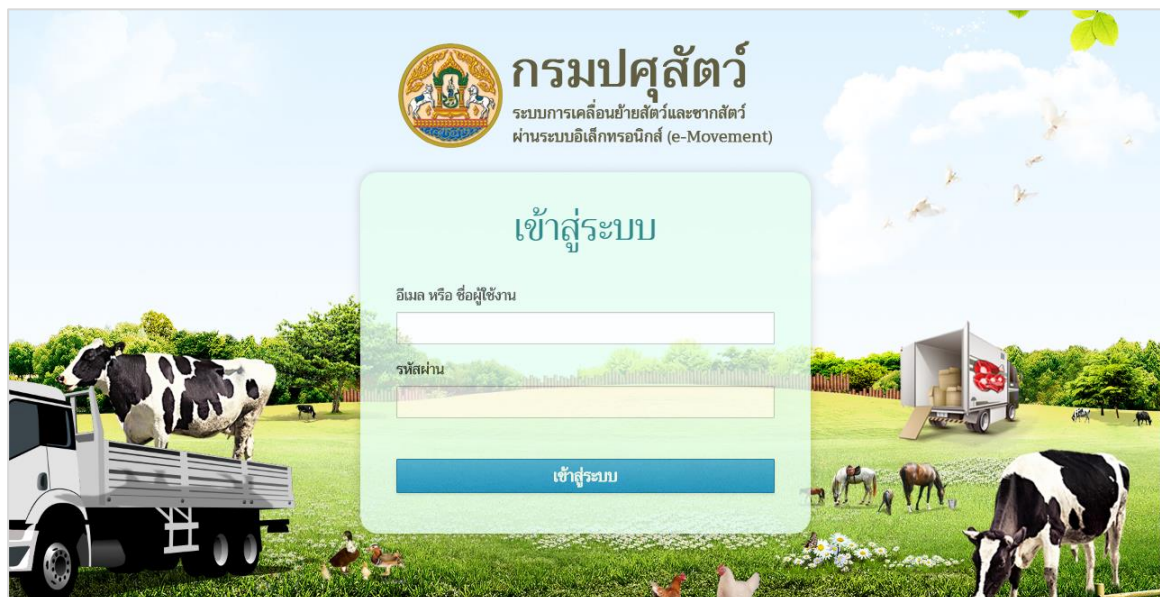 กรมปศุสัตว์
ระบบการเคลื่อนย้ายสัตว์และซากสัตว์
ผ่านระบบอิเล็กทรอนิกส์ (e-Movement)
เข้าสู่ระบบ
อีเมล หรือ ชื่อผู้ใช้งาน
รหัสผ่าน
เข้าสู่ระบบ